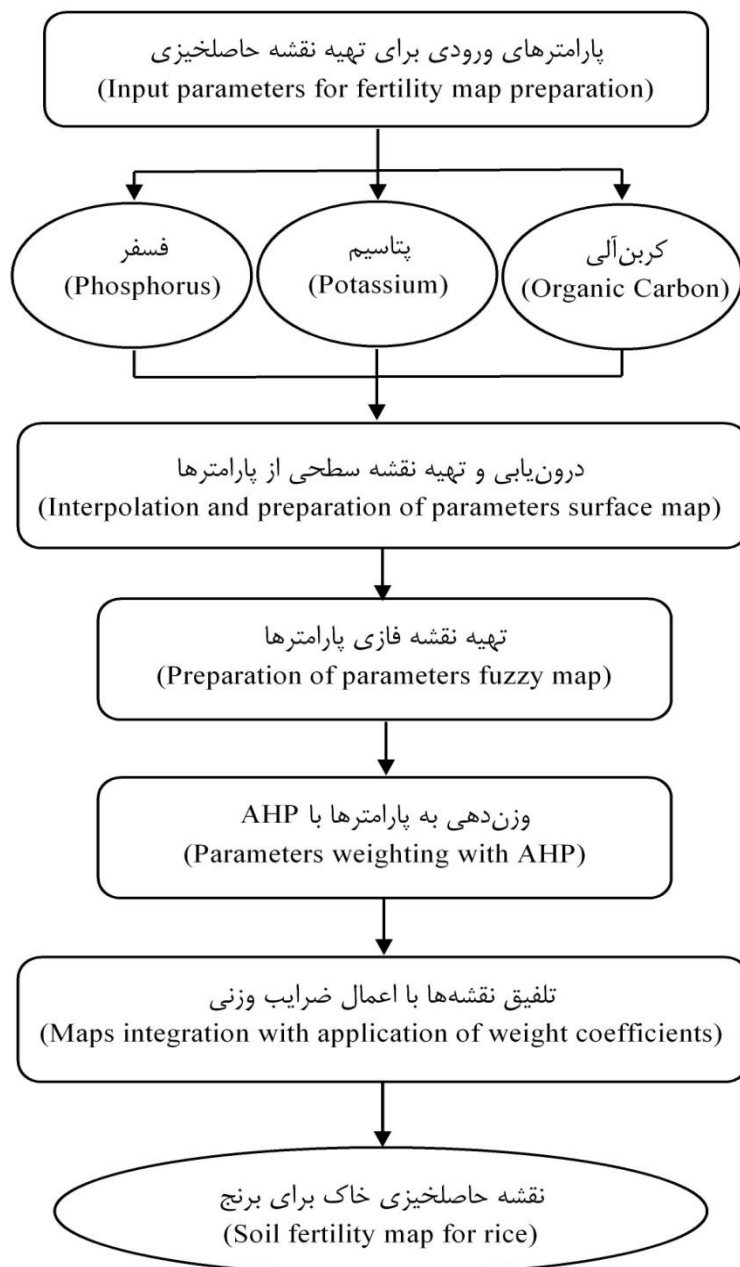 پارامترهای ورودی برای تهیه نقشه حاصلخیزی
(Input parameters for fertility map preparation)
فسفر
(Phosphorus)
پتاسیم
(Potassium)
کربن‌آلی
(Organic Carbon)
درون‌یابی و تهیه نقشه سطحی از پارامترها
(Interpolation and preparation of parameters surface map)
تهیه نقشه فازی پارامترها
(Preparation of parameters fuzzy map)
وزن‌دهی به پارامترها با AHP
(Parameters weighting with AHP)
تلفیق نقشه‌ها با اعمال ضرایب وزنی
(Maps integration with application of weight coefficients)
نقشه حاصلخیزی خاک برای برنج
(Soil fertility map for rice)